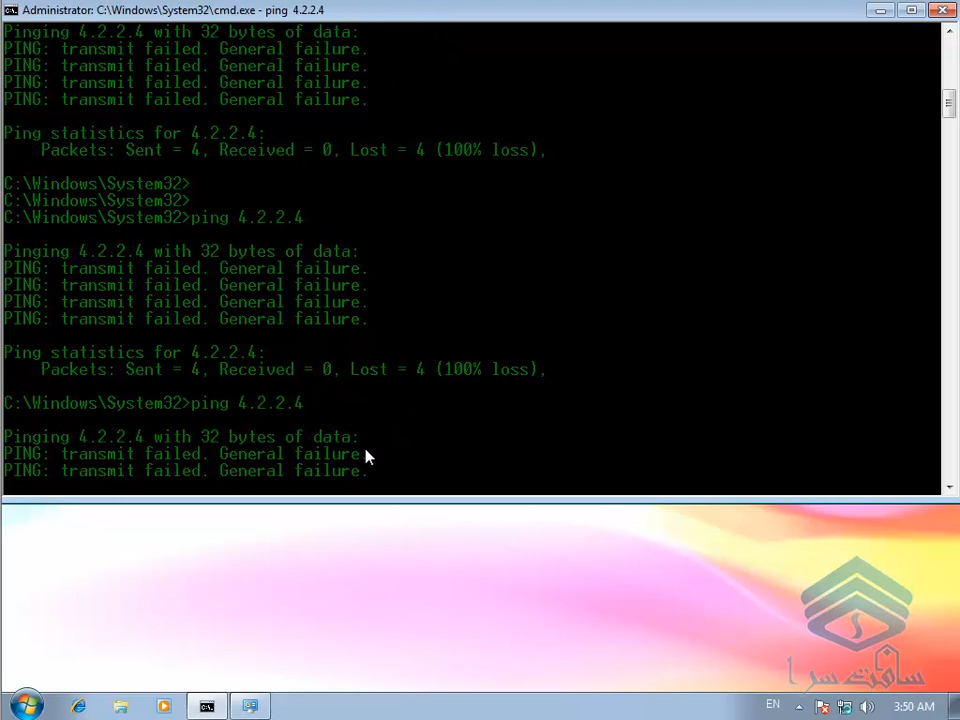 Administrator: C:\Windows\System32\cmd.exe - ping 4.2.2.4
Pinging 4.2.2.4 with 32 bytes of data:
PING: transmit failed. General failure.
PING: transmit failed. General failure.
PING: transmit failed. General failure.
PING: transmit failed. General failure.
Ping statistics for 4.2.2.4:
Packets: Sent = 4, Received = 0, Lost = 4 (100% loss),
C:\Windows\System32>
C:\Windows\System32>
C:\Windows\System32>ping 4.2.2.4
Pinging 4.2.2.4 with 32 bytes of data:
PING: transmit failed. General failure.
PING: transmit failed. General failure.
PING: transmit failed. General failure.
PING: transmit failed. General failure.
Ping statistics for 4.2.2.4:
Packets: Sent = 4, Received = 0, Lost = 4 (100% loss),
C:\Windows\System32>ping 4.2.2.4
Pinging 4.2.2.4 with 32 bytes of data:
PING: transmit failed. General failure.
PING: transmit failed. General failure.
سافت سرا
EN
3:50 AM